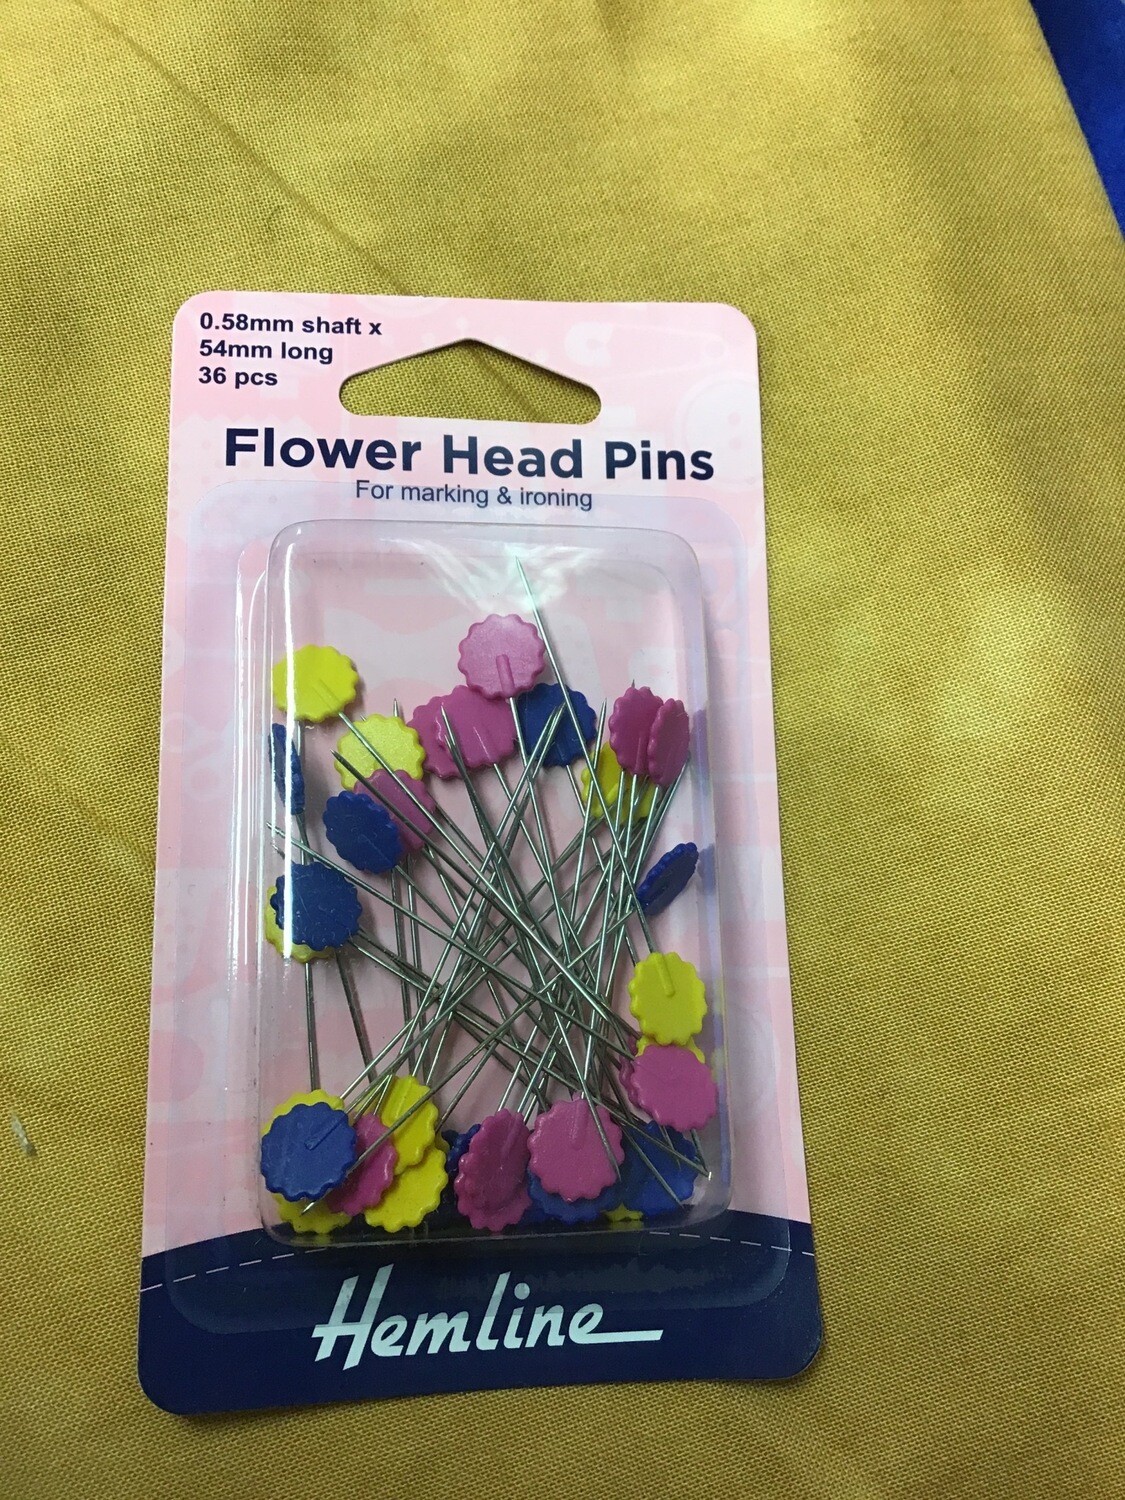 0.58mm shaft x
54mm long
36 pcs
Flower Head Pins
For marking & ironing
Hemline